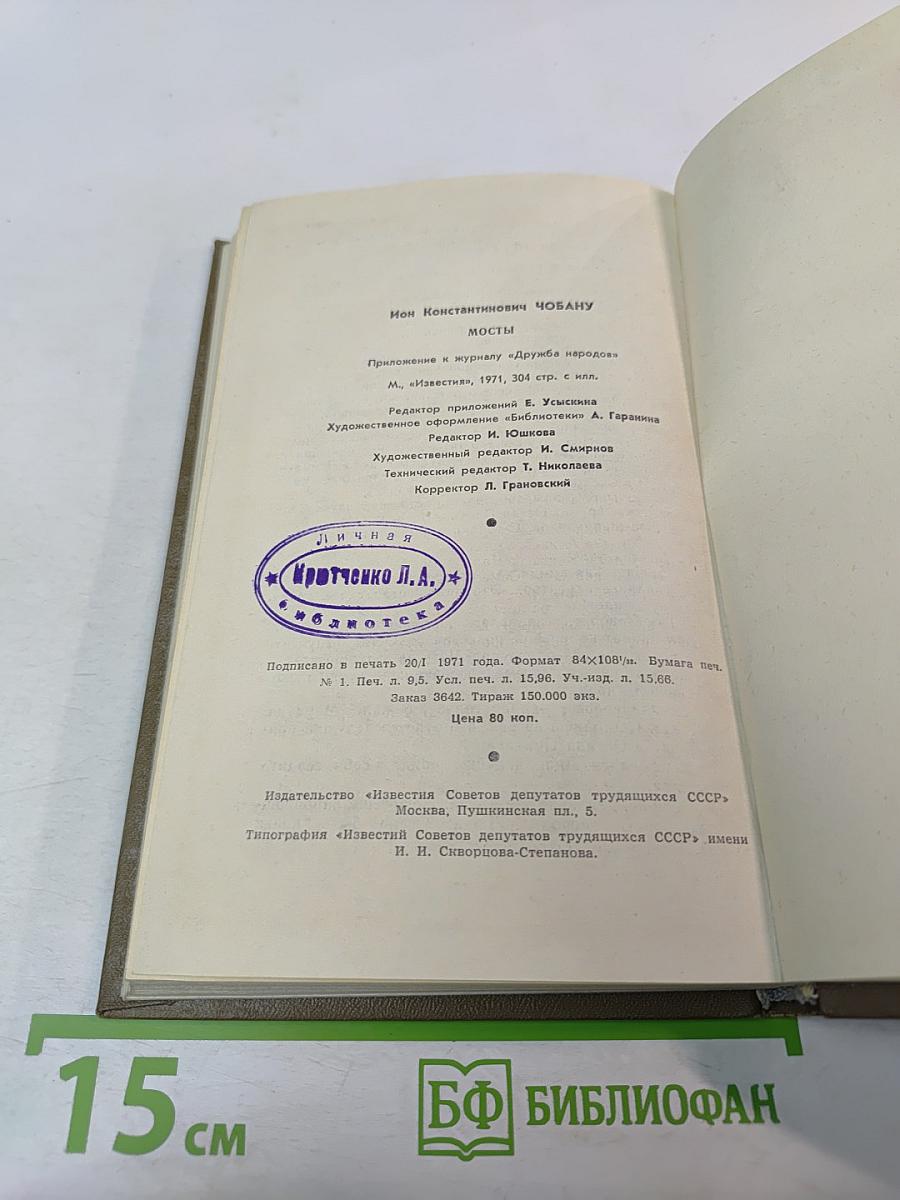 Ион Константинович ЧОБАНУ
МОСТЫ
Приложение к журналу «Дружба народов»
М., «Известия», 1971, 304 стр. с илл.
Редактор приложений Е. Усыскина
Художественное оформление «Библиотеки» А. Гаранина
Редактор И. Юшкова
Художественный редактор И. Смирнов
Технический редактор Т. Николаева
Корректор Л. Грановский
Личная
Крютченко Л.А.
библиотека
Подписано в печать 20/I 1971 года. Формат 84×108¹/₃₂. Бумага печ.
№ 1. Печ. л. 9,5. Усл. печ. л. 15,96. Уч.-изд. л. 15,66.
Заказ 3642. Тираж 150.000 экз.
Цена 80 коп.
Издательство «Известия Советов депутатов трудящихся СССР»
Москва, Пушкинская пл., 5.
Типография «Известий Советов депутатов трудящихся СССР» имени
И. И. Скворцова-Степанова.
15 см
БФ БИБЛИОФАН